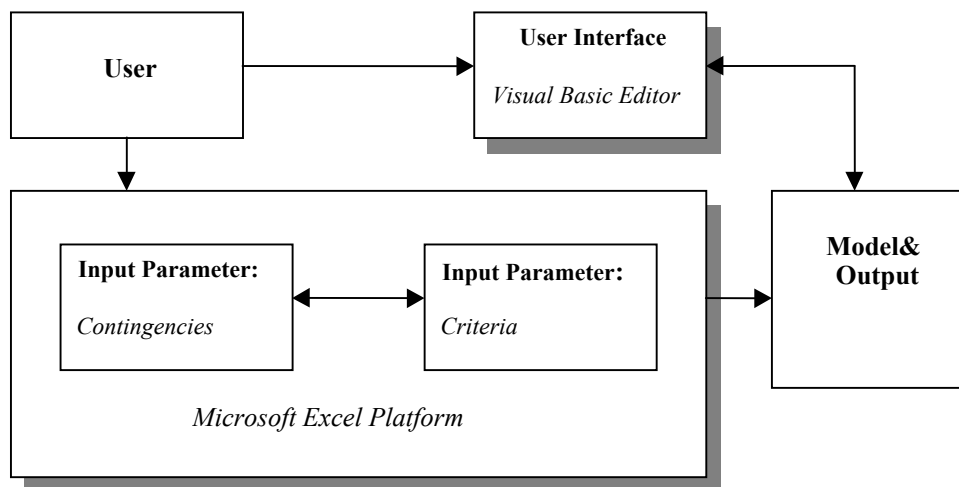 User
User Interface
Visual Basic Editor
Input Parameter:
Contingencies
Input Parameter:
Criteria
Microsoft Excel Platform
Model&
Output